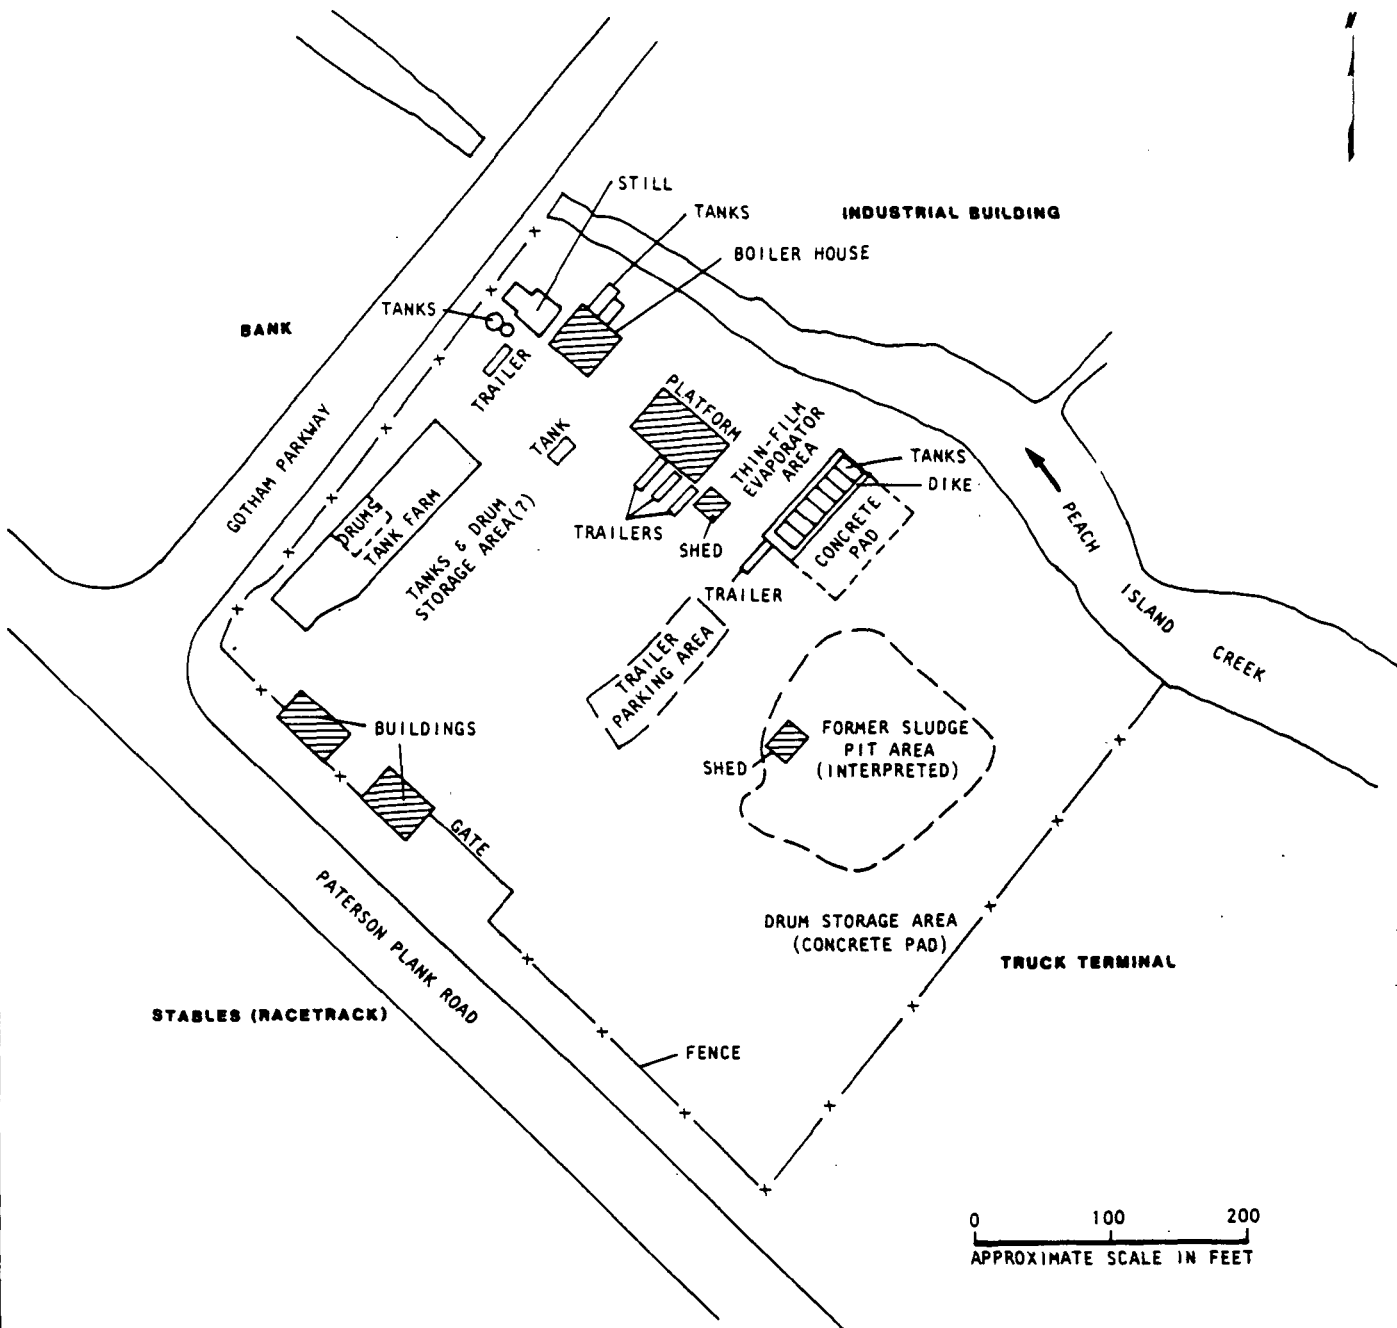 N
STILL
TANKS
INDUSTRIAL BUILDING
BOILER HOUSE
TANKS
BANK
TRAILER
PLATFORM
GOTHAM PARKWAY
TANK
THIN-FILM
EVAPORATOR
AREA
TANKS
DIKE
DRUMS
TANK FARM
TANKS & DRUM
STORAGE AREA(?)
TRAILERS
SHED
CONCRETE
PAD
PEACH
ISLAND
CREEK
TRAILER
TRAILER
PARKING AREA
BUILDINGS
FORMER SLUDGE
PIT AREA
(INTERPRETED)
SHED
GATE
PATERSON PLANK ROAD
DRUM STORAGE AREA
(CONCRETE PAD)
TRUCK TERMINAL
STABLES (RACETRACK)
FENCE
0 100 200
APPROXIMATE SCALE IN FEET